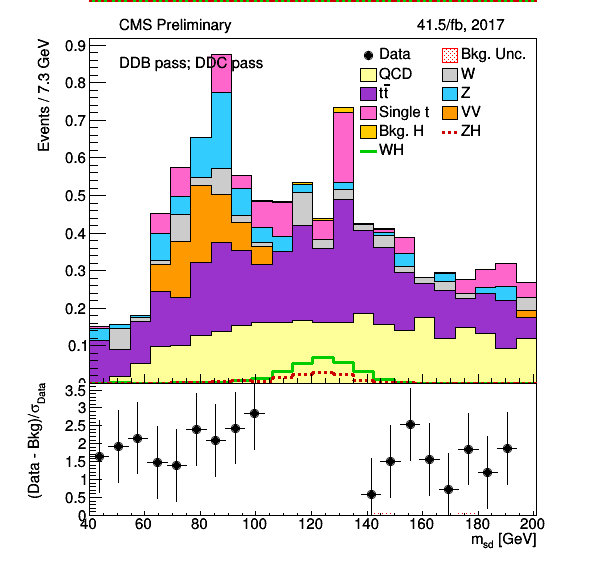 CMS Preliminary 41.5/fb, 2017
Events / 7.3 GeV
DDB pass; DDC pass
Data
Bkg. Unc.
QCD
W
tt̄
Z
Single t
VV
Bkg. H
ZH
WH
0.9
0.8
0.7
0.6
0.5
0.4
0.3
0.2
0.1
0
(Data - Bkg)/σData
3.5
3
2.5
2
1.5
1
0.5
0
40 60 80 100 120 140 160 180 200
msd [GeV]